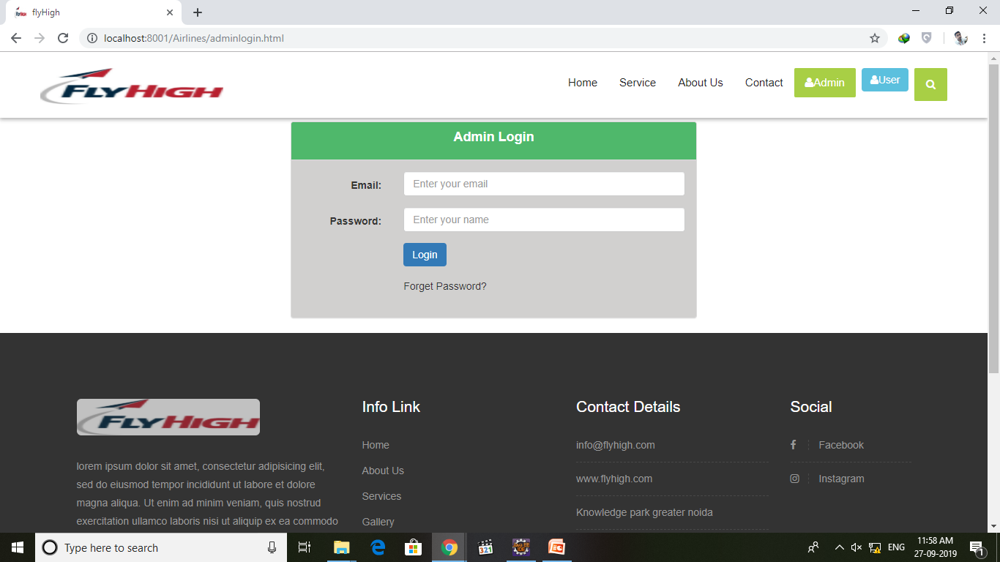 flyHigh
localhost:8001/Airlines/adminlogin.html
FLYHIGH
Home Service About Us Contact Admin User
Admin Login
Email: Enter your email
Password: Enter your name
Login
Forget Password?
FLYHIGH
lorem ipsum dolor sit amet, consectetur adipisicing elit,
sed do eiusmod tempor incididunt ut labore et dolore
magna aliqua. Ut enim ad minim veniam, quis nostrud
exercitation ullamco laboris nisi ut aliquip ex ea commodo
Info Link
Home
About Us
Services
Gallery
Contact Details
info@flyhigh.com
www.flyhigh.com
Knowledge park greater noida
Social
Facebook
Instagram
Type here to search
321
Java EE
IDE
ENG
11:58 AM
27-09-2019
1